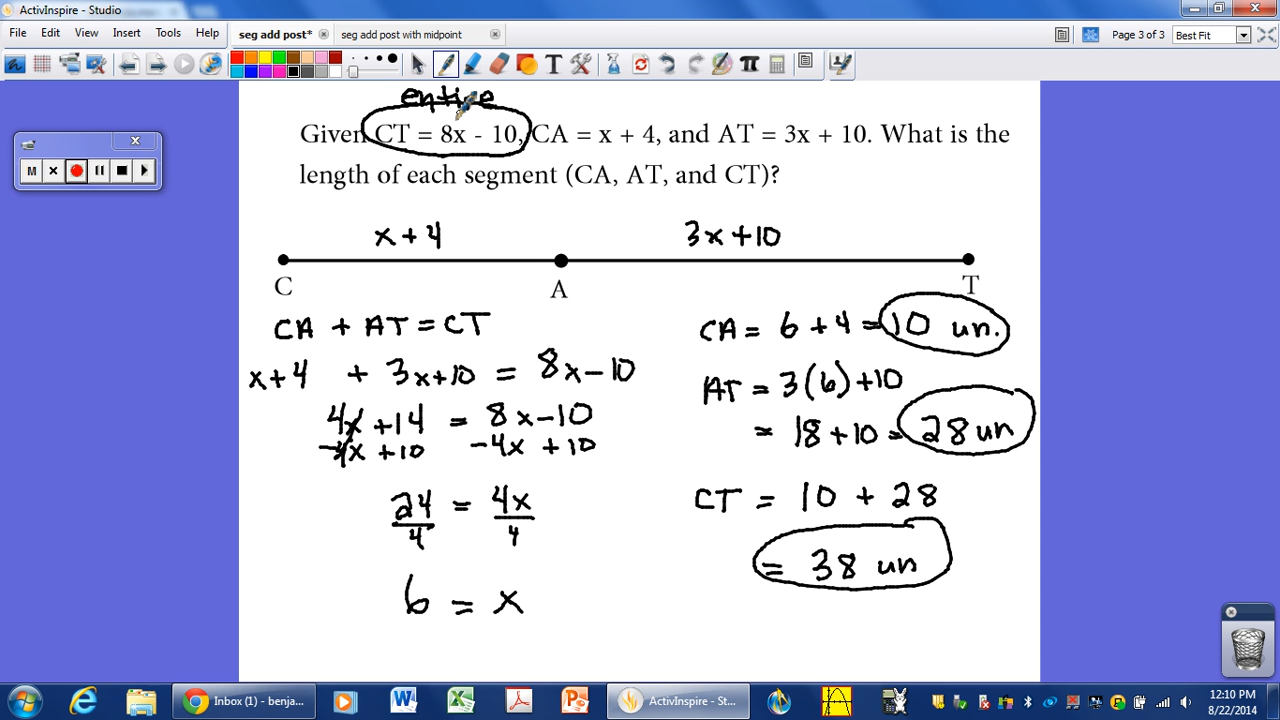 ActivInspire - Studio
File Edit View Insert Tools Help
seg add post*
seg add post with midpoint
Page 3 of 3
Best Fit
M
entire
Given CT = 8x - 10, CA = x + 4, and AT = 3x + 10. What is the
length of each segment (CA, AT, and CT)?
x + 4
3x + 10
C
A
T
CA + AT = CT
x+4 + 3x+10 = 8x-10
4x +14 = 8x-10
-4x +10 -4x +10
24 = 4x
4 4
6 = x
CA = 6 + 4 = 10 un.
AT = 3(6)+10
= 18 +10 = 28 un
CT = 10 + 28
= 38 un
Inbox (1) - benja...
ActivInspire - St...
12:10 PM
8/22/2014